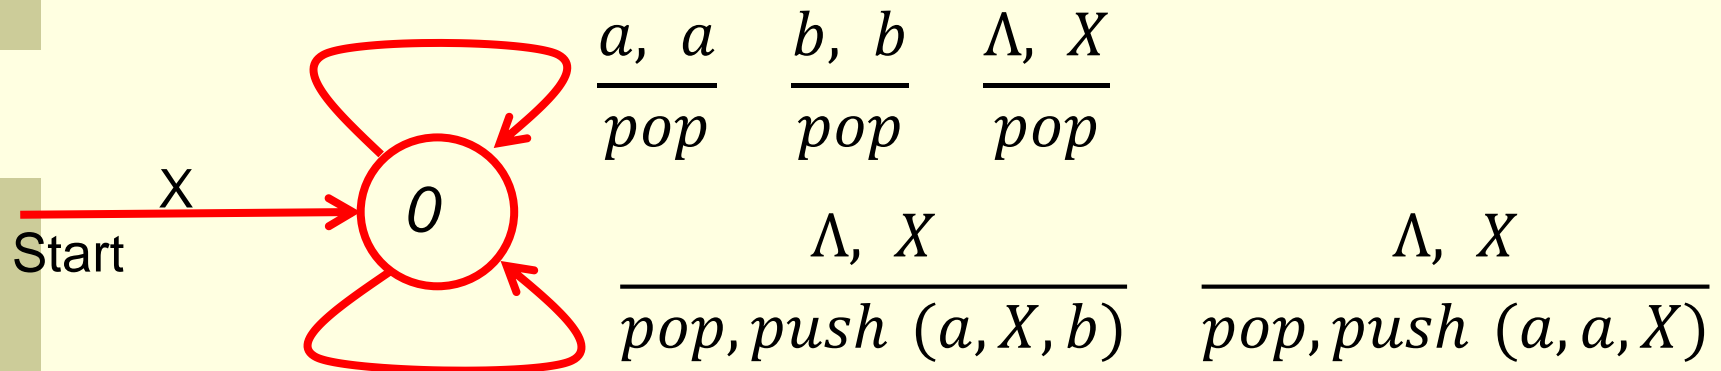 a, a b, b Λ, X
pop pop pop
X
0
Start
Λ, X Λ, X
pop, push (a, X, b) pop, push (a, a, X)